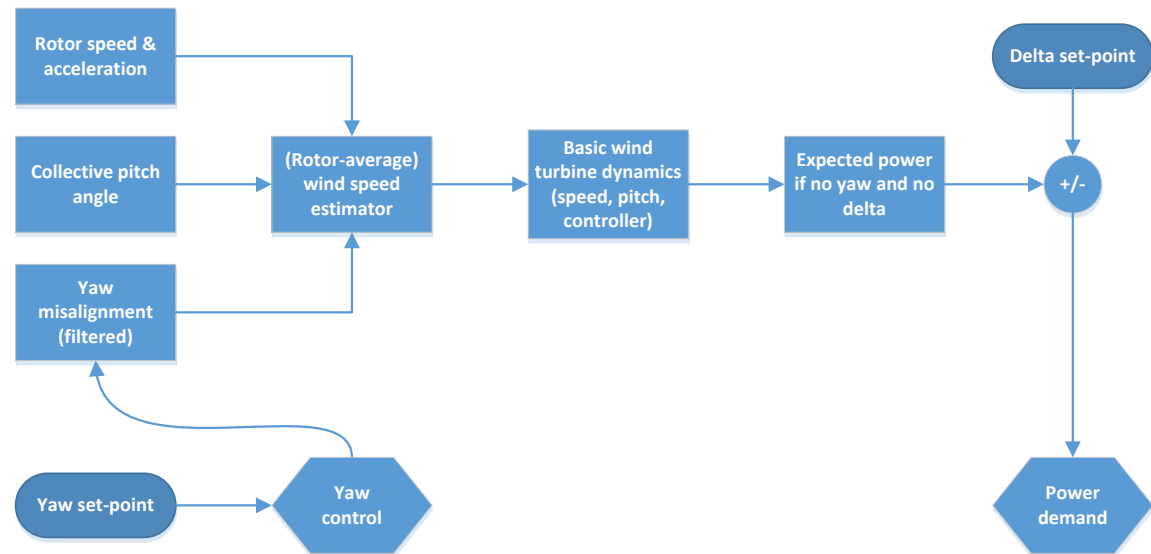 Rotor speed &
acceleration
Delta set-point
Collective pitch
angle
(Rotor-average)
wind speed
estimator
Basic wind
turbine dynamics
(speed, pitch,
controller)
Expected power
if no yaw and no
delta
+/-
Yaw
misalignment
(filtered)
Yaw set-point
Yaw
control
Power
demand